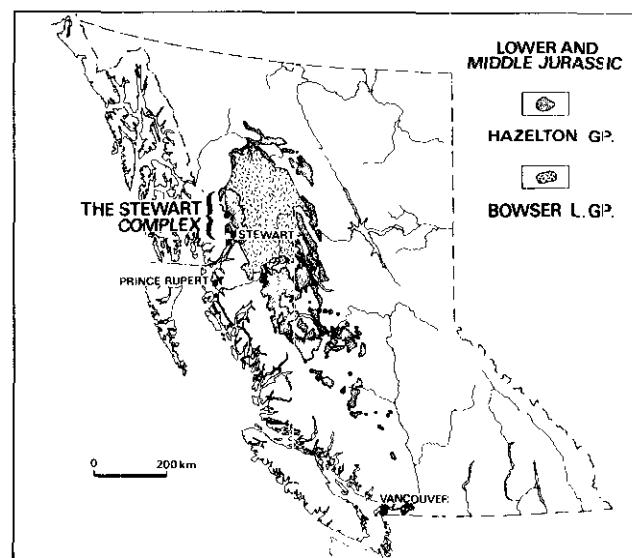 LOWER AND
MIDDLE JURASSIC
HAZELTON GP.
BOWSER L. GP.
THE STEWART
COMPLEX
STEWART
PRINCE RUPERT
0 200 km
VANCOUVER